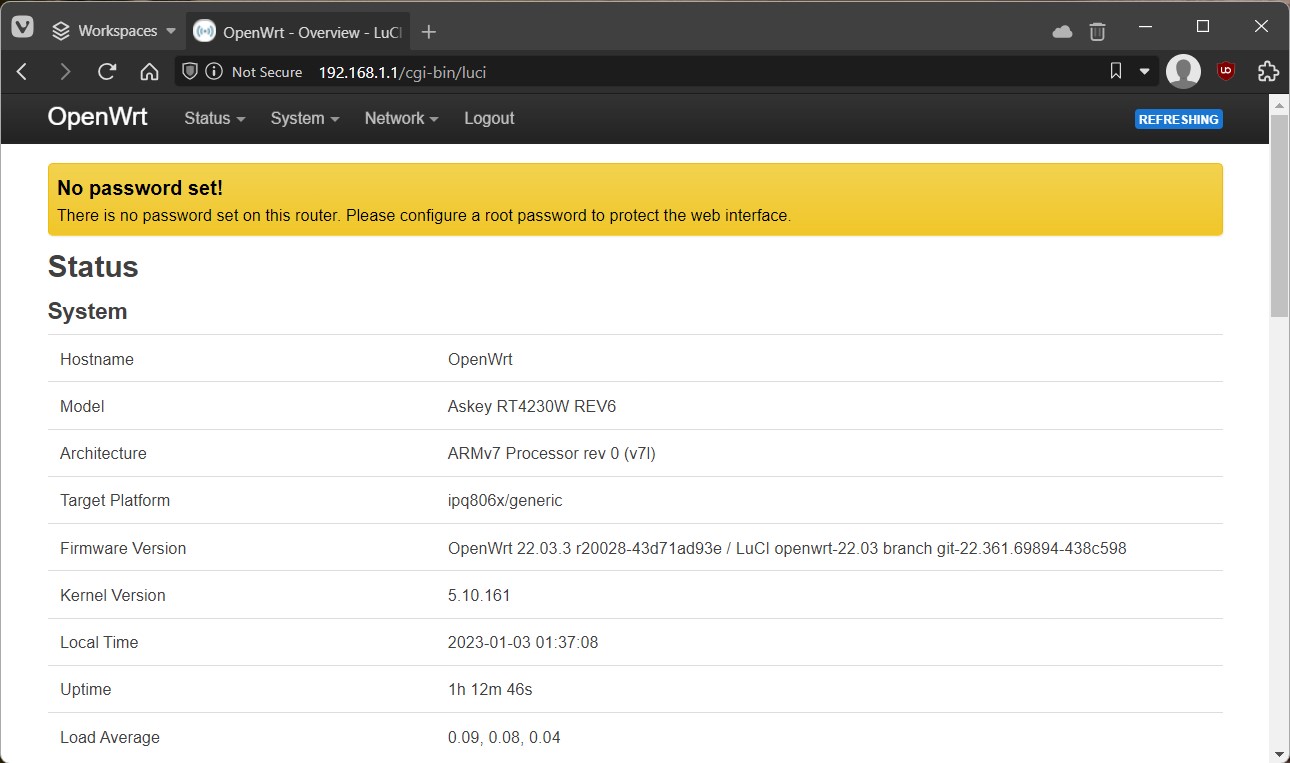 Workspaces
OpenWrt - Overview - LuCI
Not Secure 192.168.1.1/cgi-bin/luci
OpenWrt Status System Network Logout REFRESHING
No password set!
There is no password set on this router. Please configure a root password to protect the web interface.
Status
System
Hostname OpenWrt
Model Askey RT4230W REV6
Architecture ARMv7 Processor rev 0 (v7l)
Target Platform ipq806x/generic
Firmware Version OpenWrt 22.03.3 r20028-43d71ad93e / LuCI openwrt-22.03 branch git-22.361.69894-438c598
Kernel Version 5.10.161
Local Time 2023-01-03 01:37:08
Uptime 1h 12m 46s
Load Average 0.09, 0.08, 0.04